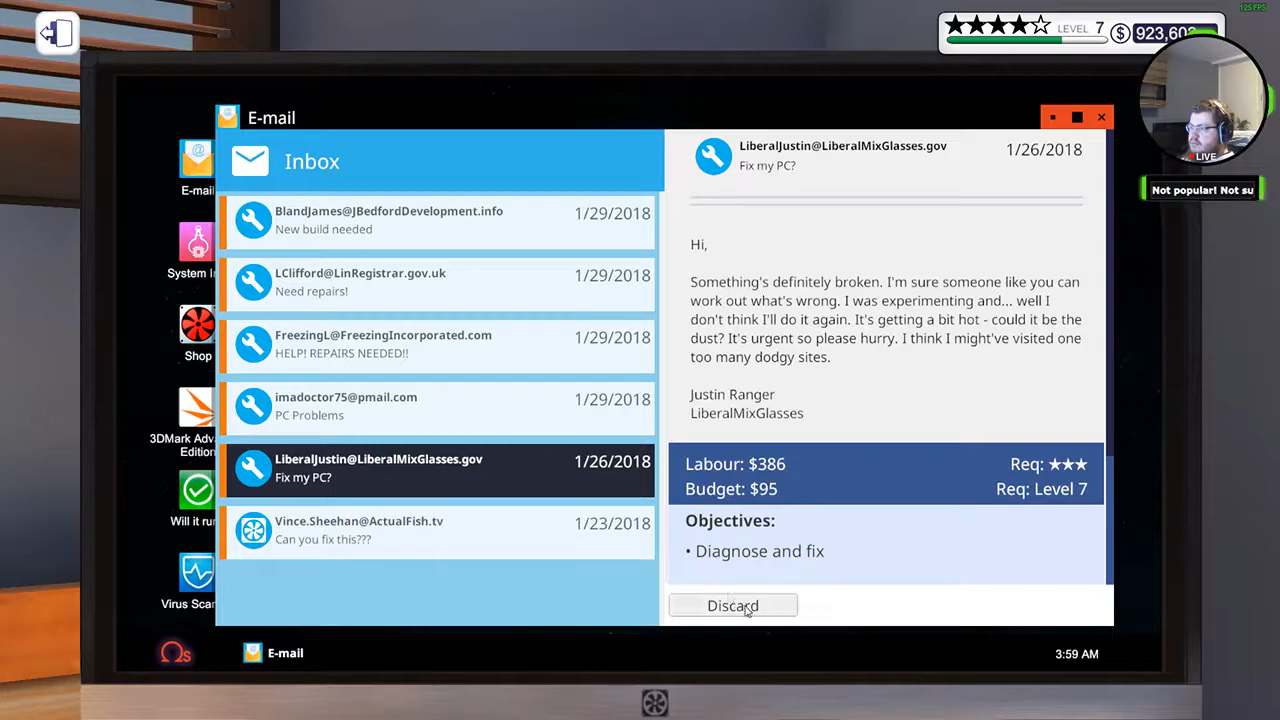 125 FPS
LEVEL 7
$
E-mail
Inbox
BlandJames@JBedfordDevelopment.info
1/29/2018
New build needed
LClifford@LinRegistrar.gov.uk
1/29/2018
Need repairs!
FreezingL@FreezingIncorporated.com
1/29/2018
HELP! REPAIRS NEEDED!!
imadoctor75@pmail.com
1/29/2018
PC Problems
LiberalJustin@LiberalMixGlasses.gov
1/26/2018
Fix my PC?
Vince.Sheehan@ActualFish.tv
1/23/2018
Can you fix this???
LiberalJustin@LiberalMixGlasses.gov
1/26/2018
Fix my PC?
Hi,
Something's definitely broken. I'm sure someone like you can
work out what's wrong. I was experimenting and... well I
don't think I'll do it again. It's getting a bit hot - could it be the
dust? It's urgent so please hurry. I think I might've visited one
too many dodgy sites.
Justin Ranger
LiberalMixGlasses
Labour: $386
Req: ★★★
Budget: $95
Req: Level 7
Objectives:
• Diagnose and fix
Discard
E-mail
System In
Shop
3DMark Adv
Edition
Will it ru
Virus Scan
E-mail
3:59 AM
LIVE
Not popular! Not su